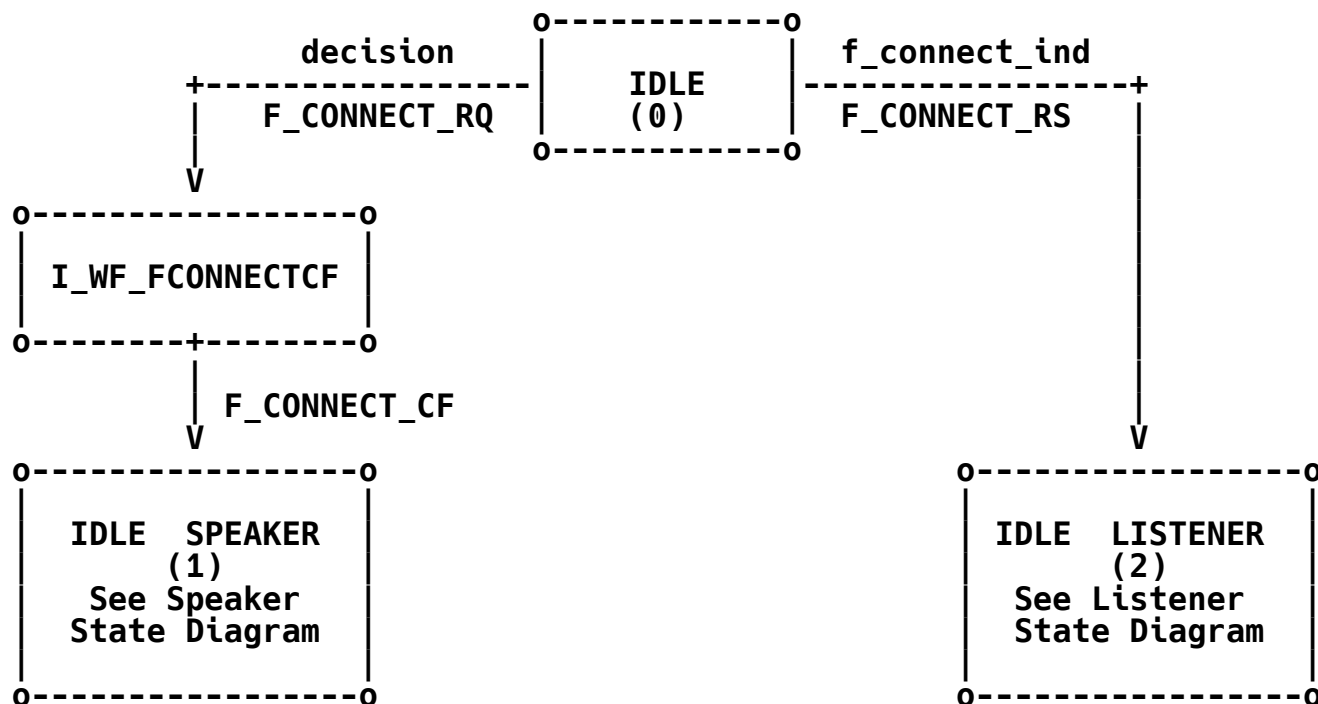 decision
f_connect_ind
IDLE
F_CONNECT_RQ
(0)
F_CONNECT_RS
V
I_WF_FCONNECTCF
F_CONNECT_CF
V
V
IDLE SPEAKER
(1)
See Speaker
State Diagram
IDLE LISTENER
(2)
See Listener
State Diagram